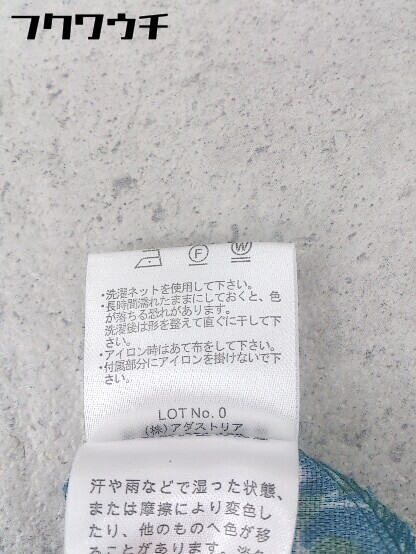 フクワウチ
F
W
・洗濯ネットを使用して下さい。
・長時間濡れたままにしておくと、色
が落ちる恐れがあります。
洗濯後は形を整えて直ぐに干して下
さい。
・アイロン時はあて布をして下さい。
・付属部分にアイロンを掛けないで下
さい。
LOT No. 0
(株)アダストリア
汗や雨などで湿った状態、
または摩擦により変色し
たり、他のものへ色が移
ることがあります。